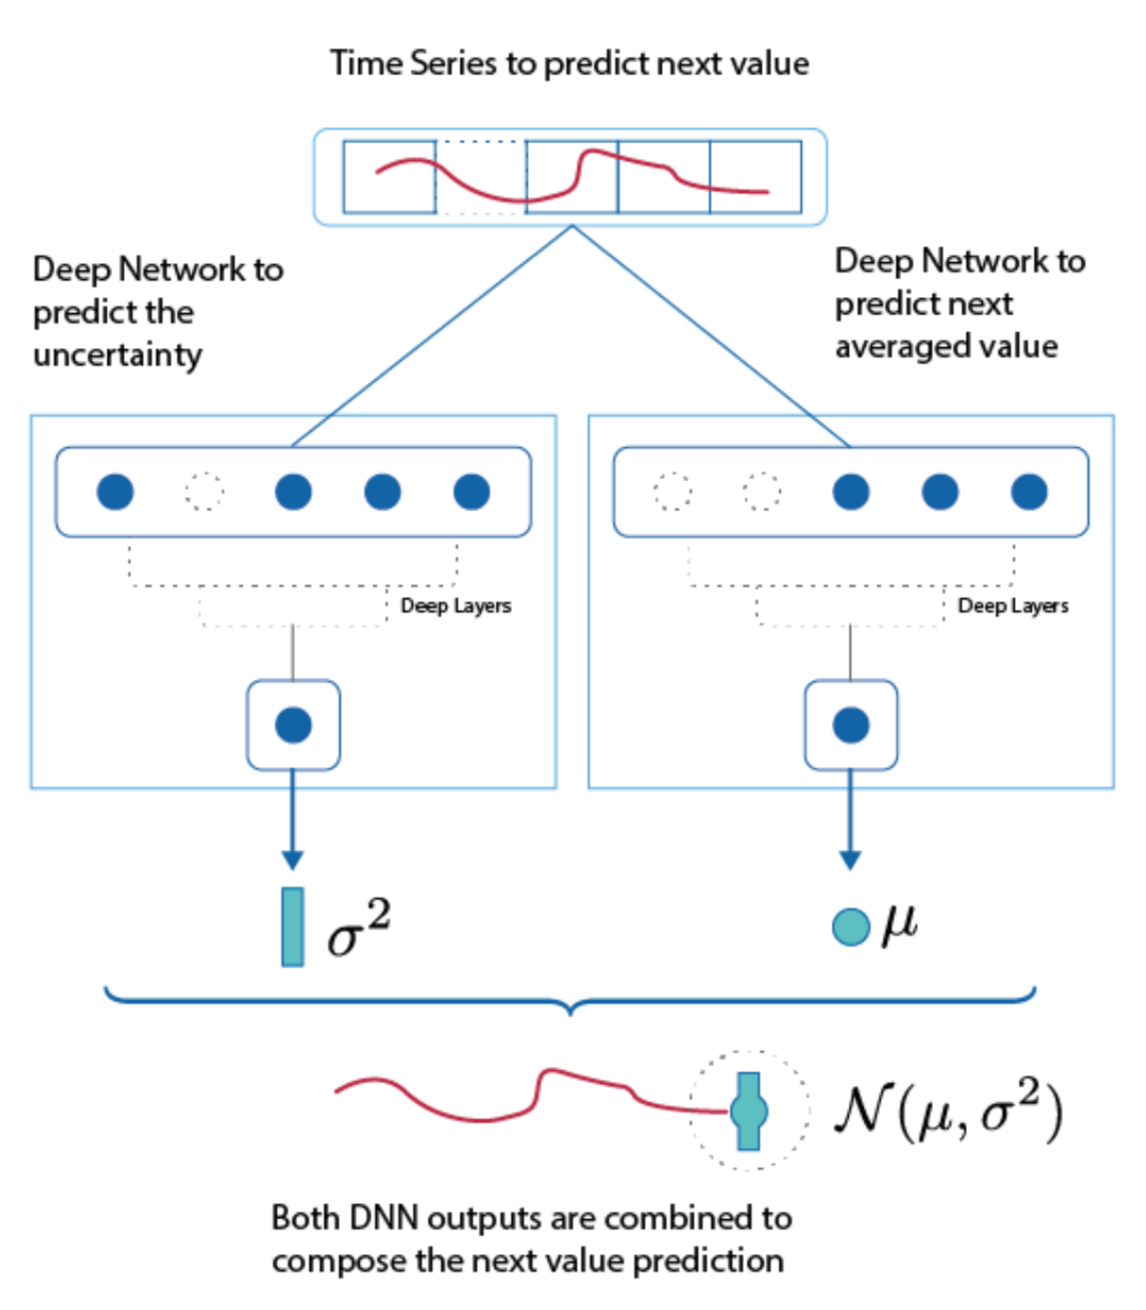 Time Series to predict next value
Deep Network to
predict the
uncertainty
Deep Network to
predict next
averaged value
Deep Layers
Deep Layers
σ²
μ
𝒩(μ, σ²)
Both DNN outputs are combined to
compose the next value prediction